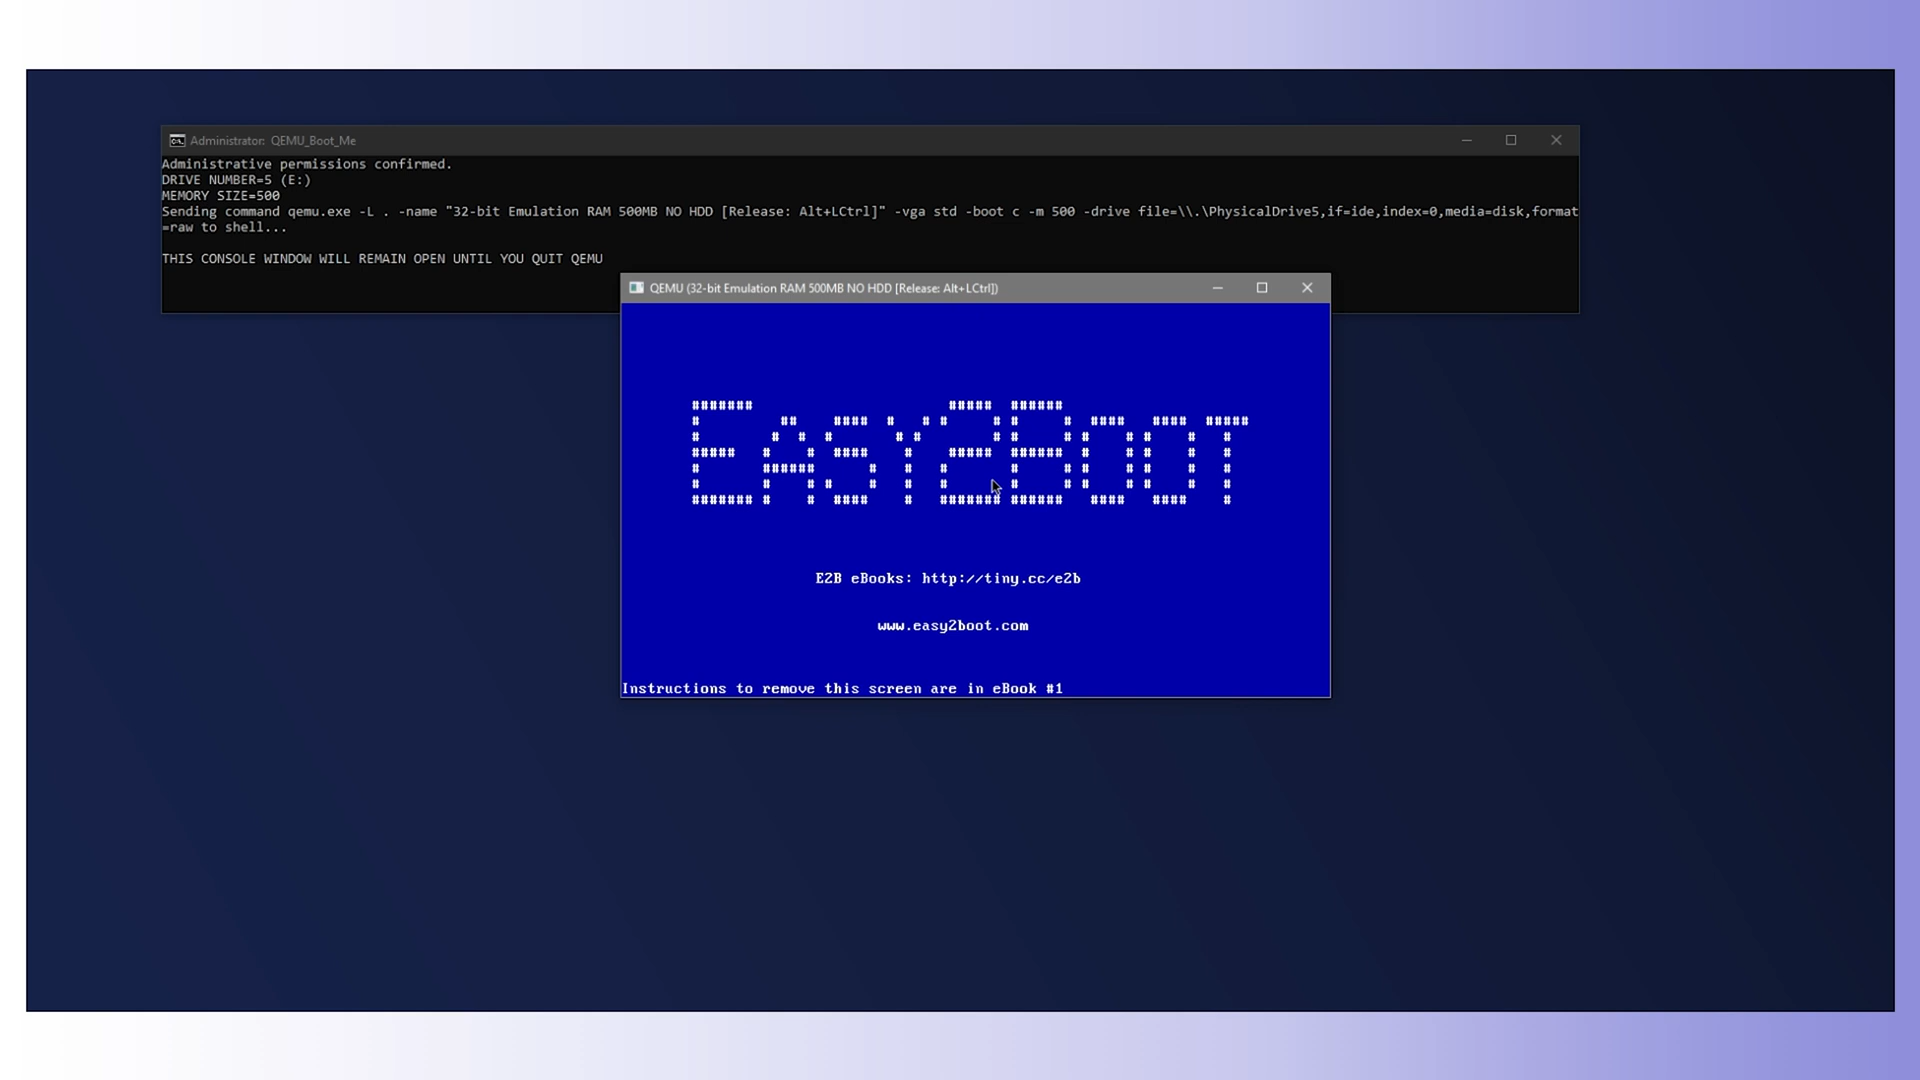 Administrator: QEMU_Boot_Me
Administrative permissions confirmed.
DRIVE NUMBER=5 (E:)
MEMORY SIZE=500
Sending command qemu.exe -L . -name "32-bit Emulation RAM 500MB NO HDD [Release: Alt+LCtrl]" -vga std -boot c -m 500 -drive file=\\.\PhysicalDrive5,if=ide,index=0,media=disk,format
=raw to shell...
THIS CONSOLE WINDOW WILL REMAIN OPEN UNTIL YOU QUIT QEMU
QEMU (32-bit Emulation RAM 500MB NO HDD [Release: Alt+LCtrl])
EASY2BOOT
E2B eBooks: http://tiny.cc/e2b
www.easy2boot.com
Instructions to remove this screen are in eBook #1